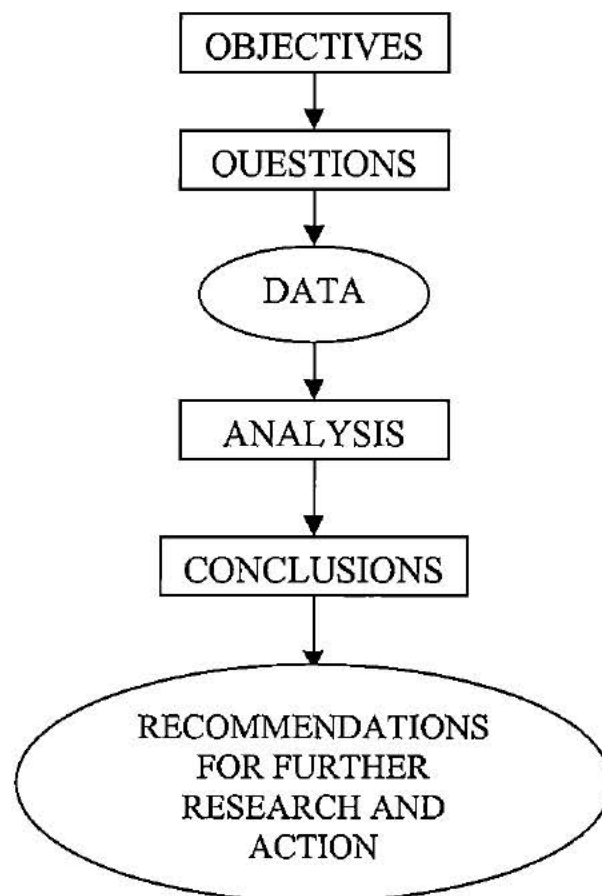 OBJECTIVES
OUESTIONS
DATA
ANALYSIS
CONCLUSIONS
RECOMMENDATIONS
FOR FURTHER
RESEARCH AND
ACTION